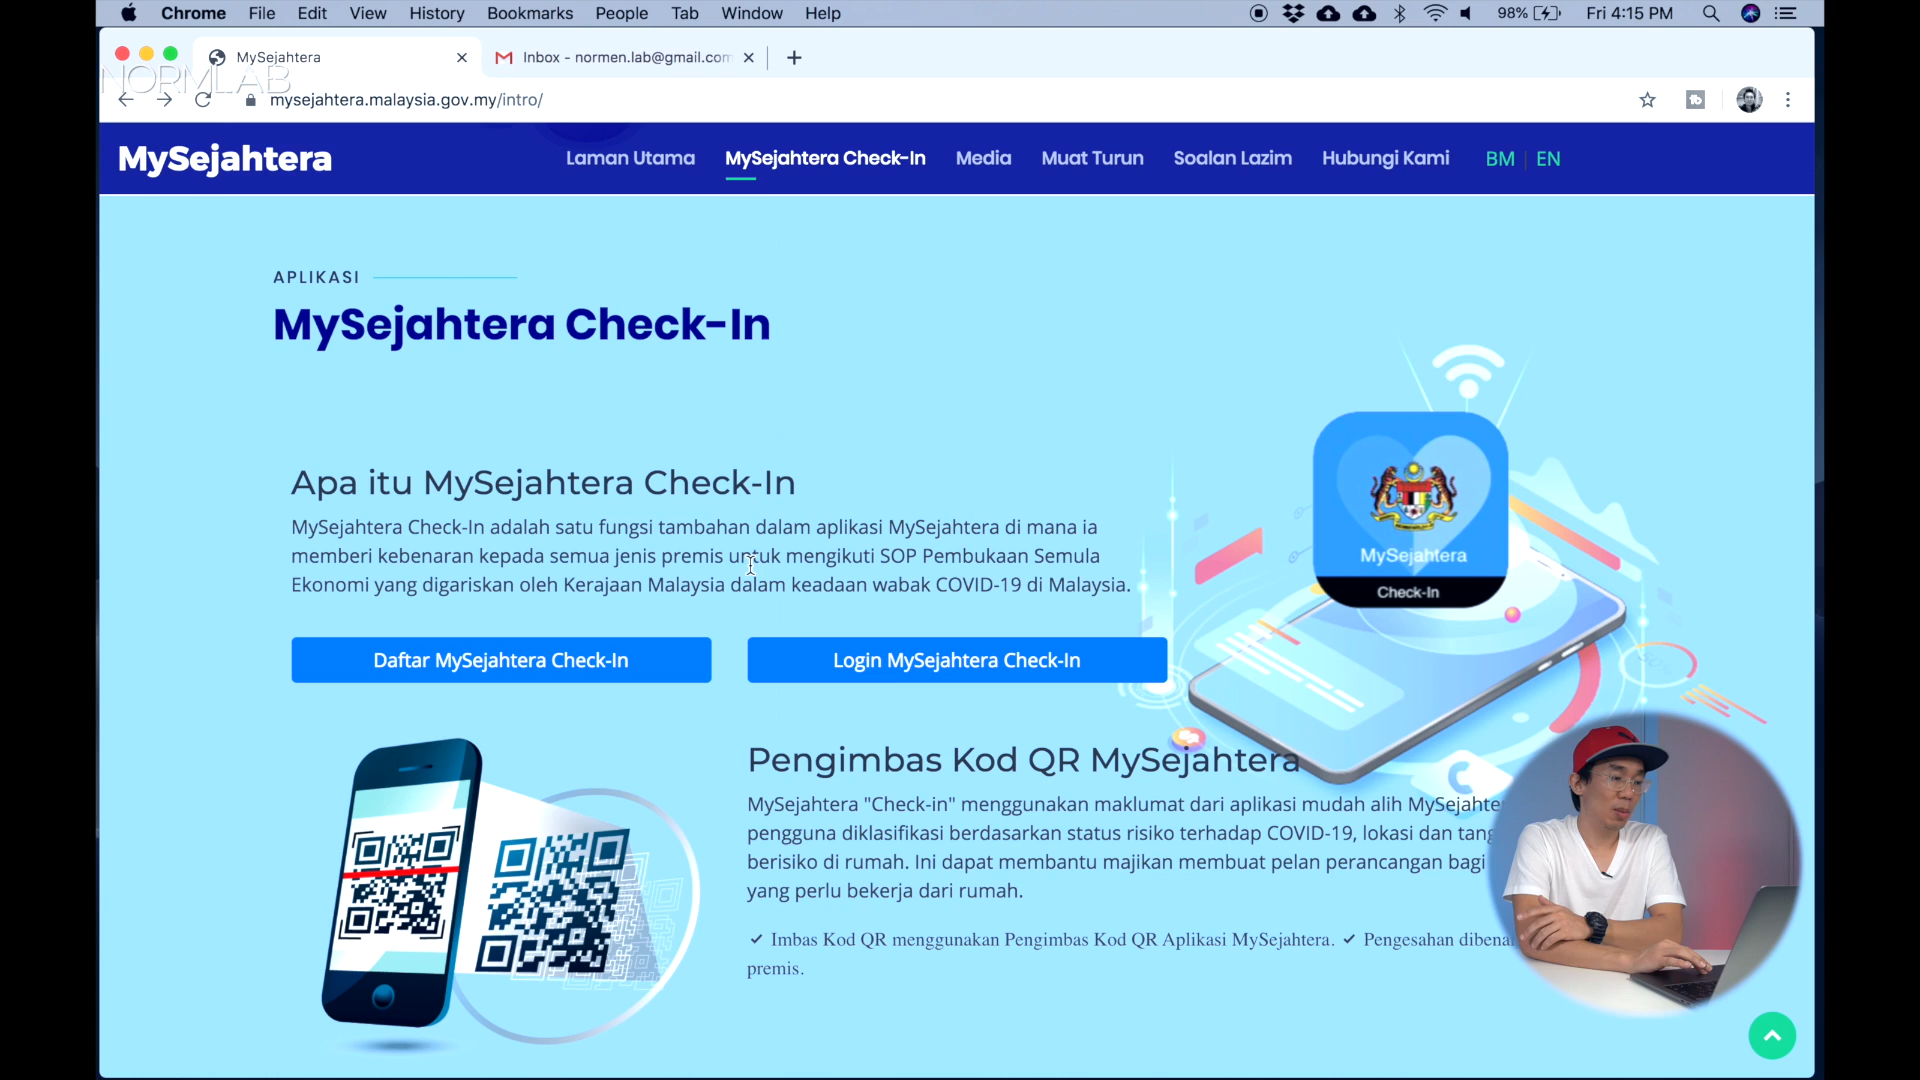 Chrome File Edit View History Bookmarks People Tab Window Help 98% Fri 4:15 PM
MySejahtera Inbox - normen.lab@gmail.com
NORMLAB
mysejahtera.malaysia.gov.my/intro/
MySejahtera Laman Utama MySejahtera Check-In Media Muat Turun Soalan Lazim Hubungi Kami BM | EN
APLIKASI
MySejahtera Check-In
Apa itu MySejahtera Check-In
MySejahtera Check-In adalah satu fungsi tambahan dalam aplikasi MySejahtera di mana ia
memberi kebenaran kepada semua jenis premis untuk mengikuti SOP Pembukaan Semula
Ekonomi yang digariskan oleh Kerajaan Malaysia dalam keadaan wabak COVID-19 di Malaysia.
MySejahtera
Check-In
Daftar MySejahtera Check-In Login MySejahtera Check-In
Pengimbas Kod QR MySejahtera
MySejahtera "Check-in" menggunakan maklumat dari aplikasi mudah alih MySejahte
pengguna diklasifikasi berdasarkan status risiko terhadap COVID-19, lokasi dan tang
berisiko di rumah. Ini dapat membantu majikan membuat pelan perancangan bagi
yang perlu bekerja dari rumah.
✓ Imbas Kod QR menggunakan Pengimbas Kod QR Aplikasi MySejahtera. ✓ Pengesahan dibena
premis.